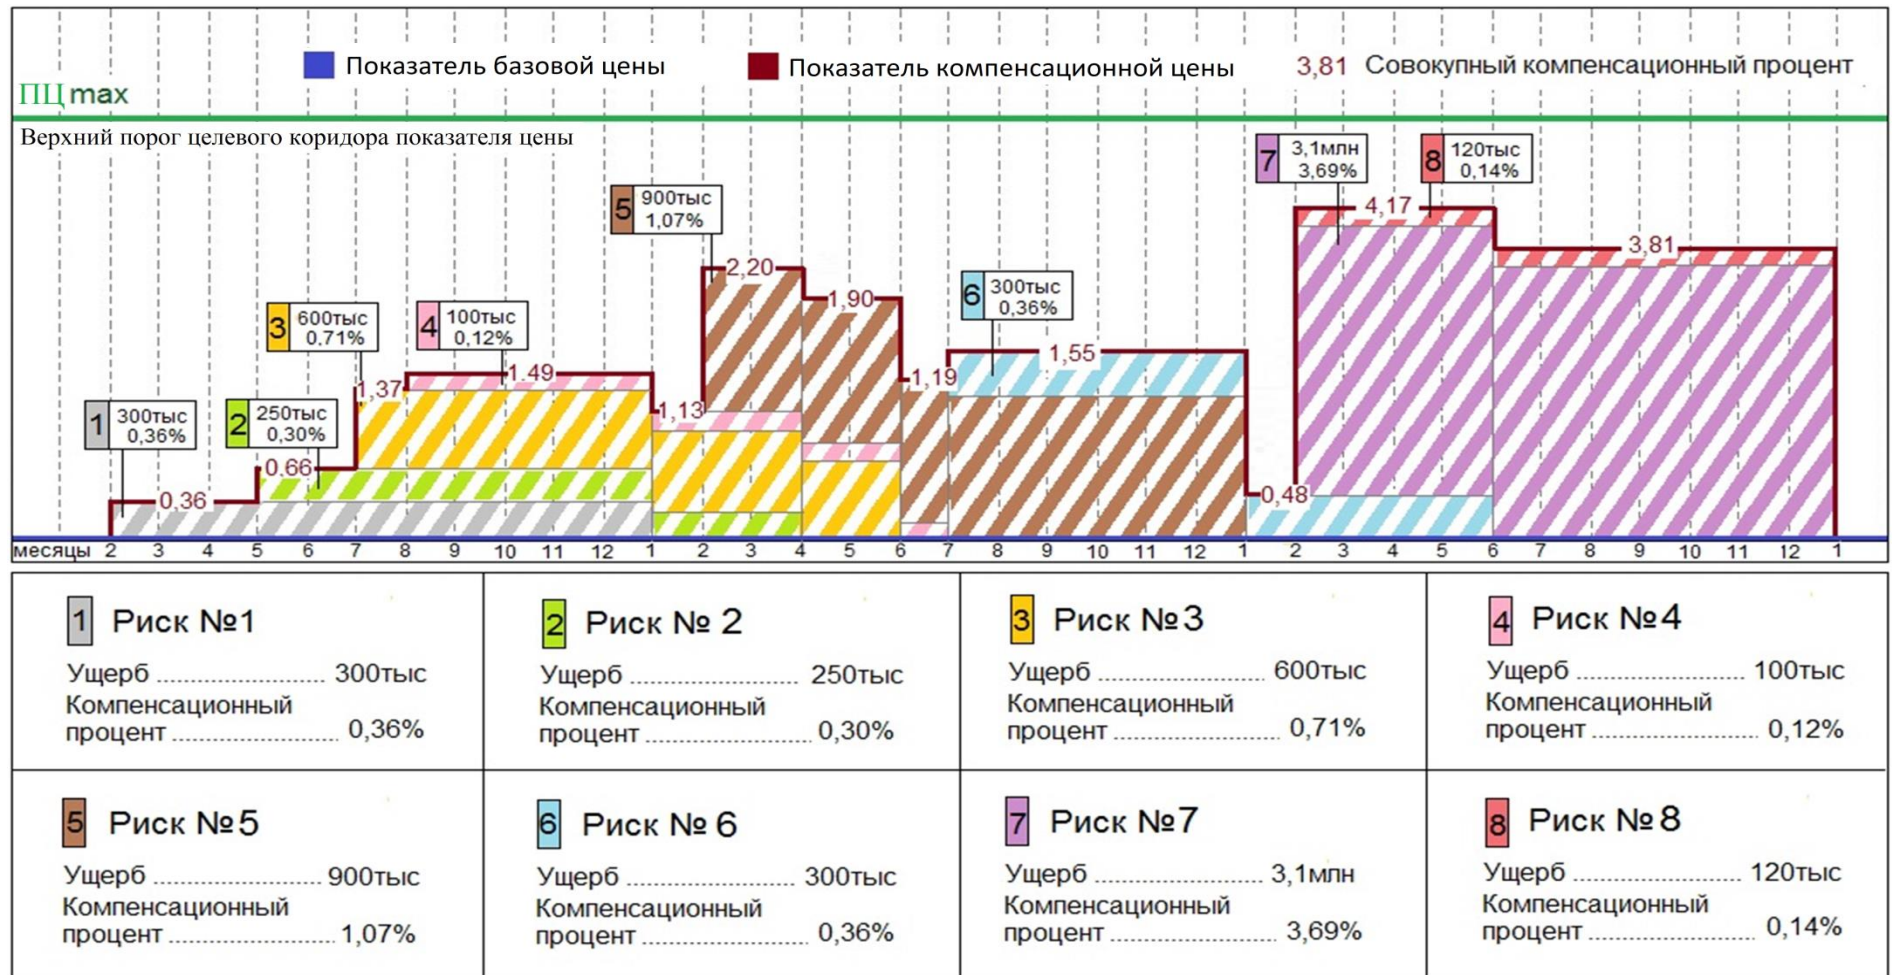 Показатель базовой цены
Показатель компенсационной цены
3,81 Совокупный компенсационный процент
ПЦmax
Верхний порог целевого коридора показателя цены
7 3,1млн
3,69%
8 120тыс
0,14%
5 900тыс
1,07%
4,17
3,81
2,20
1,90
6 300тыс
0,36%
3 600тыс
0,71%
4 100тыс
0,12%
1,55
1.49
1,37
1,19
1 300тыс
0,36%
2 250тыс
0,30%
1,13
0.66
0,36
0,48
месяцы 2 3 4 5 6 7 8 9 10 11 12 1 2 3 4 5 6 7 8 9 10 11 12 1 2 3 4 5 6 7 8 9 10 11 12 1
1 Риск №1
Ущерб ........................ 300тыс
Компенсационный
процент ........................ 0,36%
2 Риск № 2
Ущерб ........................ 250тыс
Компенсационный
процент ........................ 0,30%
3 Риск №3
Ущерб ........................ 600тыс
Компенсационный
процент ........................ 0,71%
4 Риск №4
Ущерб ........................ 100тыс
Компенсационный
процент ........................ 0,12%
5 Риск №5
Ущерб ........................ 900тыс
Компенсационный
процент ........................ 1,07%
6 Риск № 6
Ущерб ........................ 300тыс
Компенсационный
процент ........................ 0,36%
7 Риск №7
Ущерб ........................ 3,1млн
Компенсационный
процент ........................ 3,69%
8 Риск №8
Ущерб ........................ 120тыс
Компенсационный
процент ........................ 0,14%